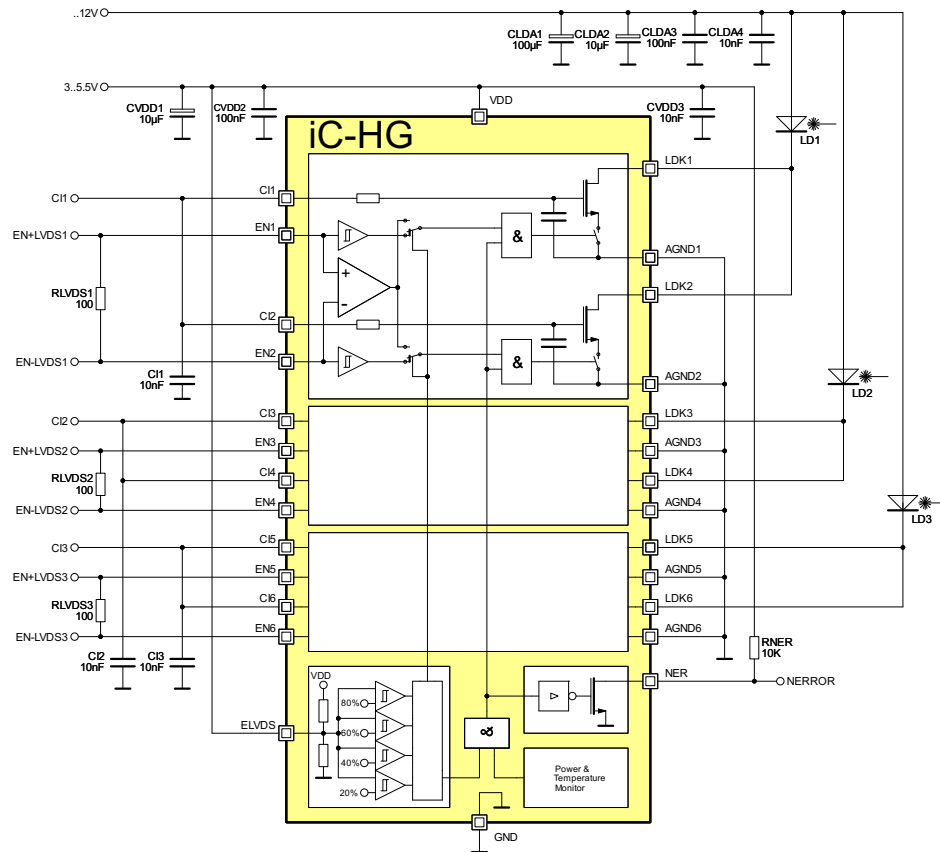 ..12V
CLDA1
100µF
CLDA2
10µF
CLDA3
100nF
CLDA4
10nF
3..5.5V
CVDD1
10µF
CVDD2
100nF
VDD
CVDD3
10nF
LD1
iC-HG
CI1
CI1
LDK1
EN+LVDS1
EN1
&
AGND1
RLVDS1
100
+
-
LDK2
CI2
EN-LVDS1
EN2
&
CI1
10nF
AGND2
LD2
CI2
CI3
LDK3
EN+LVDS2
EN3
AGND3
RLVDS2
100
CI4
LDK4
EN-LVDS2
EN4
AGND4
LD3
CI3
CI5
LDK5
EN+LVDS3
EN5
AGND5
RLVDS3
100
CI6
LDK6
EN-LVDS3
EN6
AGND6
CI2
10nF
CI3
10nF
RNER
10K
VDD
NER
NERROR
80%
ELVDS
60%
&
40%
20%
Power &
Temperature
Monitor
GND